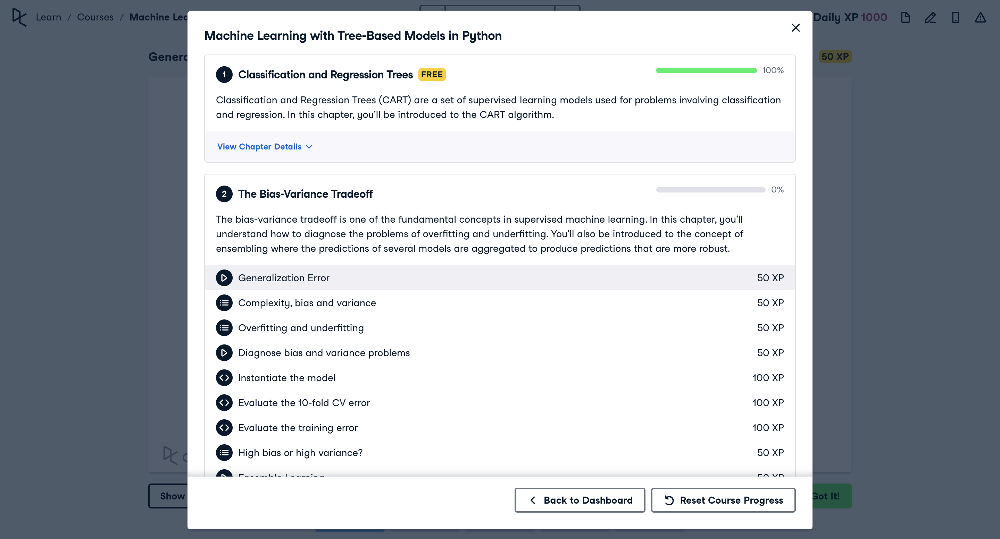 Learn / Courses / Machine Lea
Daily XP 1000
Genera
50 XP
Machine Learning with Tree-Based Models in Python
1 Classification and Regression Trees FREE
100%
Classification and Regression Trees (CART) are a set of supervised learning models used for problems involving classification
and regression. In this chapter, you'll be introduced to the CART algorithm.
View Chapter Details
2 The Bias-Variance Tradeoff
0%
The bias-variance tradeoff is one of the fundamental concepts in supervised machine learning. In this chapter, you'll
understand how to diagnose the problems of overfitting and underfitting. You'll also be introduced to the concept of
ensembling where the predictions of several models are aggregated to produce predictions that are more robust.
Generalization Error 50 XP
Complexity, bias and variance 50 XP
Overfitting and underfitting 50 XP
Diagnose bias and variance problems 50 XP
Instantiate the model 100 XP
Evaluate the 10-fold CV error 100 XP
Evaluate the training error 100 XP
High bias or high variance? 50 XP
Ensemble Learning 50 XP
Show
Got It!
Back to Dashboard
Reset Course Progress